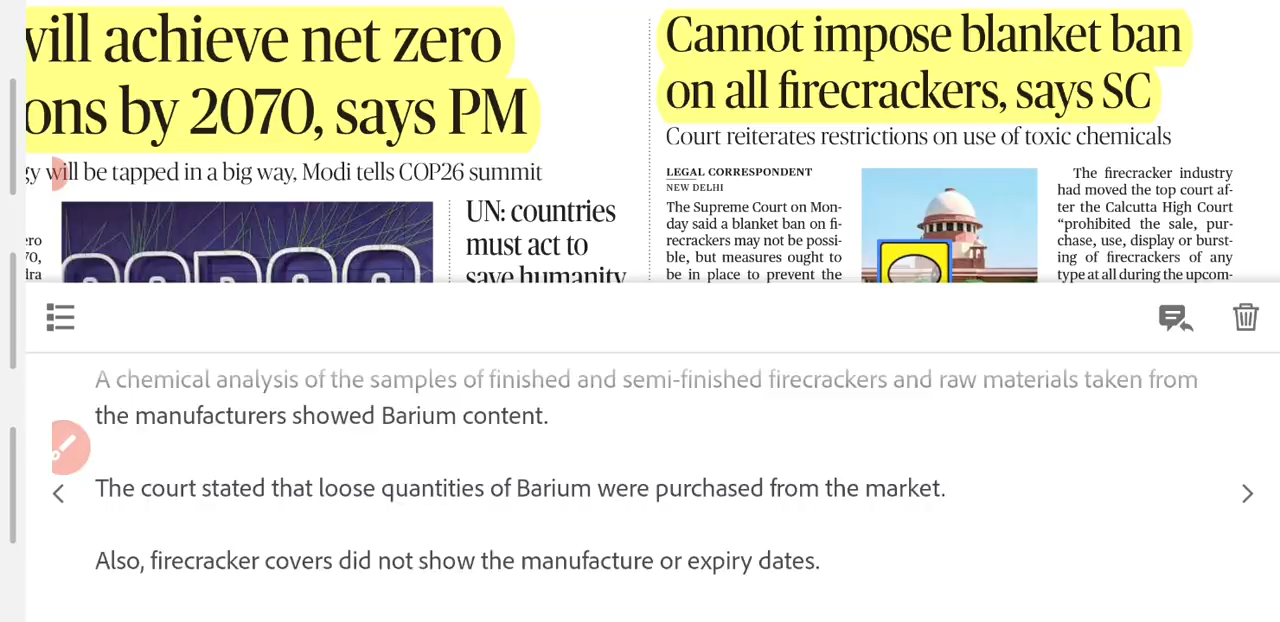 will achieve net zero
ons by 2070, says PM
gy will be tapped in a big way, Modi tells COP26 summit
UN: countries
must act to
save humanity
Cannot impose blanket ban
on all firecrackers, says SC
Court reiterates restrictions on use of toxic chemicals
LEGAL CORRESPONDENT
NEW DELHI
The Supreme Court on Mon-
day said a blanket ban on fi-
recrackers may not be possi-
ble, but measures ought to
be in place to prevent the
The firecracker industry
had moved the top court af-
ter the Calcutta High Court
“prohibited the sale, pur-
chase, use, display or burst-
ing of firecrackers of any
type at all during the upcom-
A chemical analysis of the samples of finished and semi-finished firecrackers and raw materials taken from
the manufacturers showed Barium content.
The court stated that loose quantities of Barium were purchased from the market.
Also, firecracker covers did not show the manufacture or expiry dates.